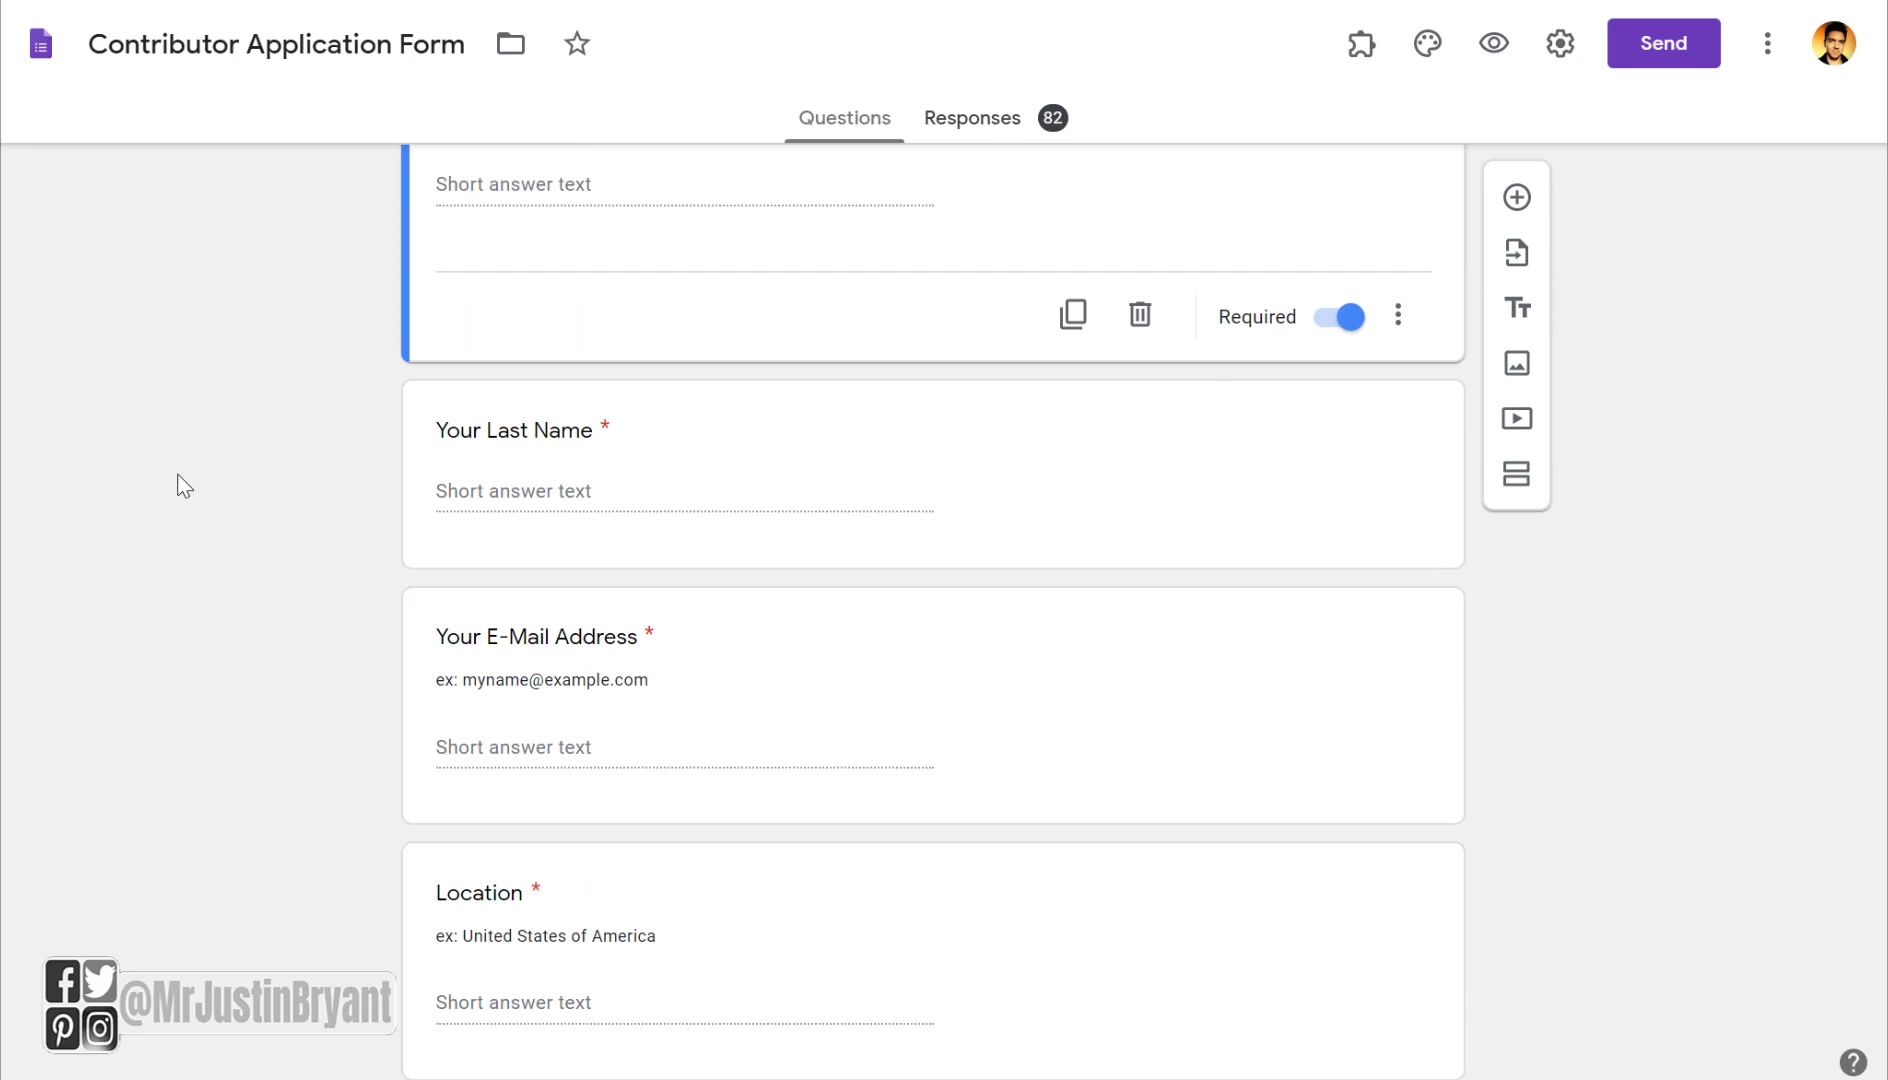 Contributor Application Form
Send
Questions
Responses 82
Short answer text
Required
Your Last Name *
Short answer text
Your E-Mail Address *
ex: myname@example.com
Short answer text
Location *
ex: United States of America
Short answer text
@MrJustinBryant